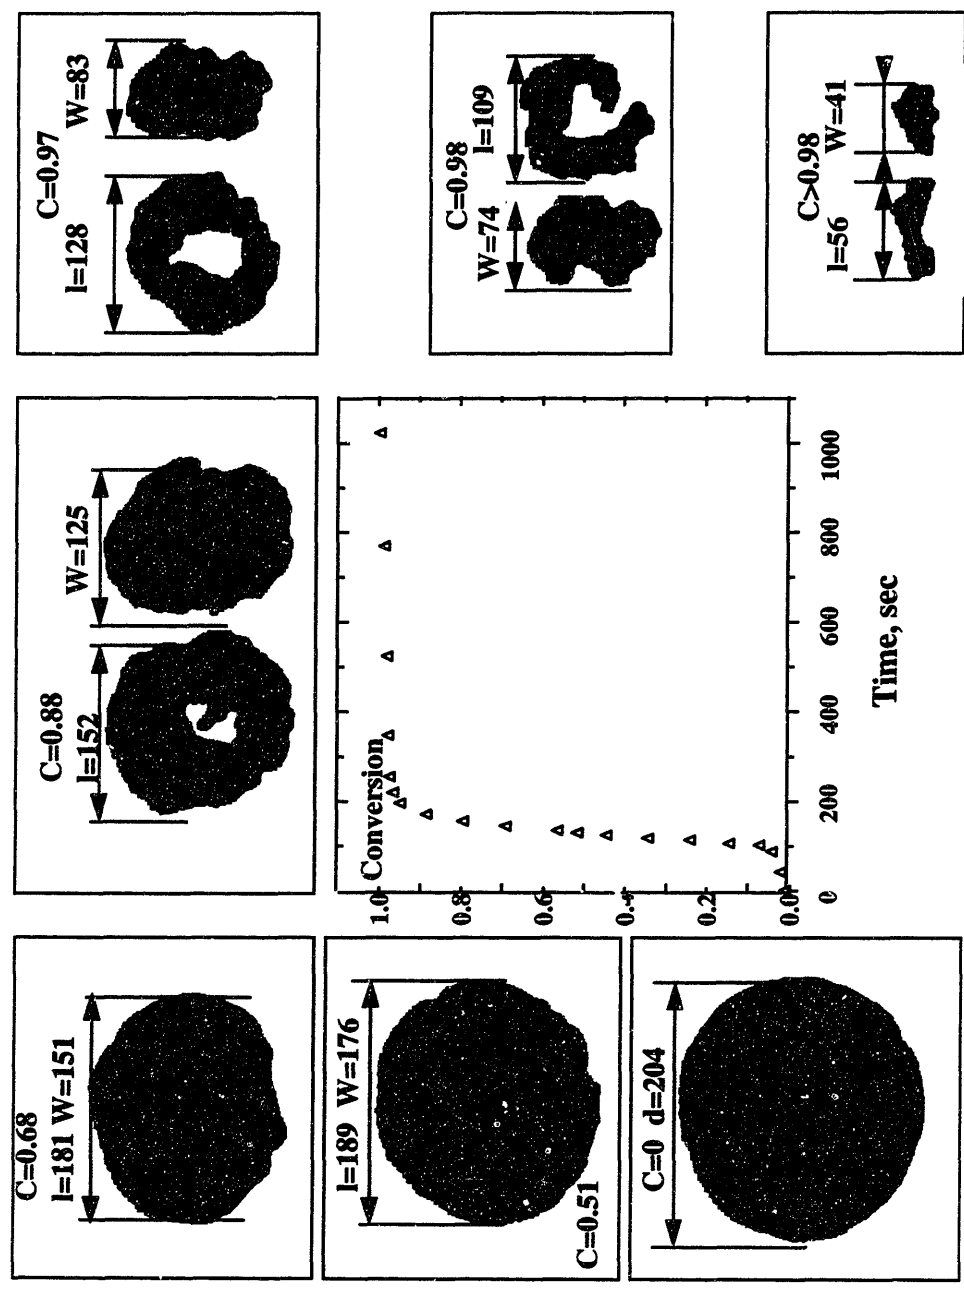 C=0.68
l=181 W=151
l=189 W=176
C=0.51
C=0 d=204
C=0.88
l=152
W=125
Conversion
1.0
0.8
0.6
0.4
0.2
0.0
0
200
400
600
800
1000
Time, sec
C=0.97
l=128
W=83
C=0.98
W=74
l=109
C>0.98
l=56
W=41